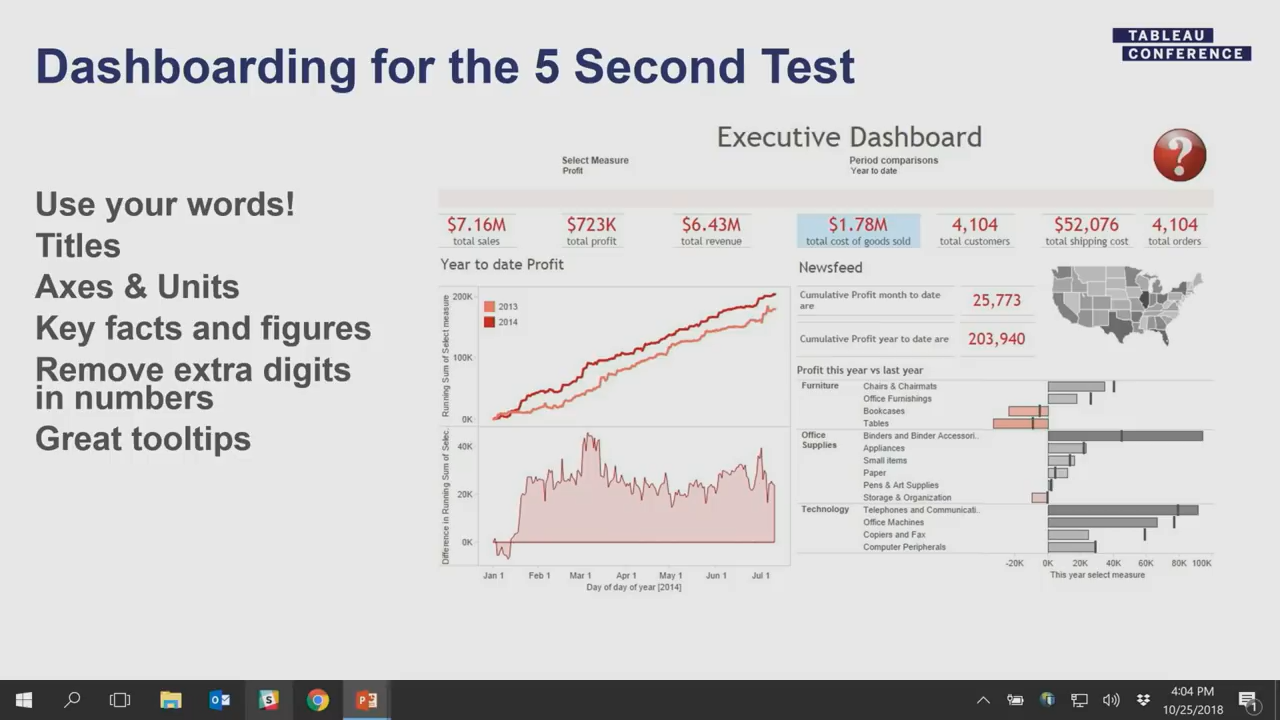 Dashboarding for the 5 Second Test
TABLEAU
CONFERENCE
Use your words!
Titles
Axes & Units
Key facts and figures
Remove extra digits
in numbers
Great tooltips
Executive Dashboard
?
Select Measure
Profit
Period comparisons
Year to date
$7.16M
total sales
$723K
total profit
$6.43M
total revenue
$1.78M
total cost of goods sold
4,104
total customers
$52,076
total shipping cost
4,104
total orders
Year to date Profit
2013
2014
Running Sum of Select measure
200K
100K
0K
Difference in Running Sum of Selec..
40K
20K
0K
Jan 1
Feb 1
Mar 1
Apr 1
May 1
Jun 1
Jul 1
Day of day of year [2014]
Newsfeed
Cumulative Profit month to date
are
25,773
Cumulative Profit year to date are
203,940
Profit this year vs last year
Furniture
Chairs & Chairmats
Office Furnishings
Bookcases
Tables
Office
Supplies
Binders and Binder Accessori..
Appliances
Small items
Paper
Pens & Art Supplies
Storage & Organization
Technology
Telephones and Communicati..
Office Machines
Copiers and Fax
Computer Peripherals
-20K
0K
20K
40K
60K
80K
100K
This year select measure
4:04 PM
10/25/2018
1